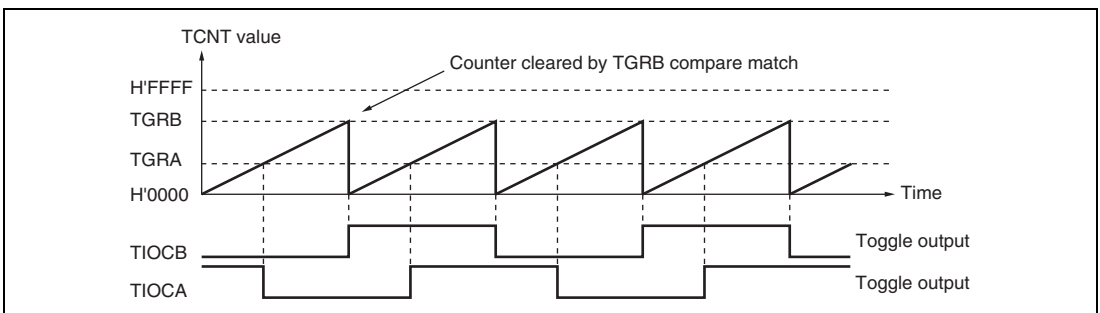 TCNT value
Counter cleared by TGRB compare match
H'FFFF
TGRB
TGRA
H'0000
Time
TIOCB
Toggle output
TIOCA
Toggle output